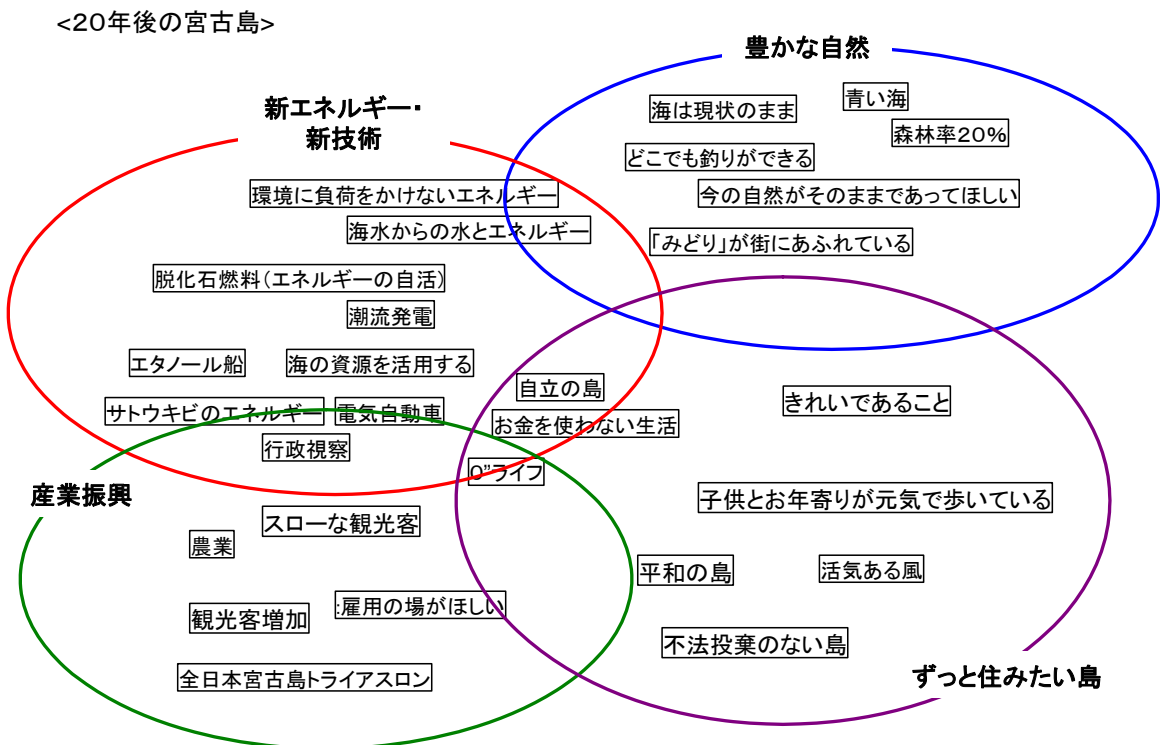 <20年後の宮古島>
豊かな自然
海は現状のまま
青い海
森林率20%
どこでも釣りができる
今の自然がそのままであってほしい
「みどり」が街にあふれている
新エネルギー・
新技術
環境に負荷をかけないエネルギー
海水からの水とエネルギー
脱化石燃料(エネルギーの自活)
潮流発電
エタノール船
海の資源を活用する
サトウキビのエネルギー
電気自動車
行政視察
自立の島
お金を使わない生活
0”ライフ
産業振興
スローな観光客
農業
観光客増加
:雇用の場がほしい
全日本宮古島トライアスロン
きれいであること
子供とお年寄りが元気で歩いている
平和の島
活気ある風
不法投棄のない島
ずっと住みたい島